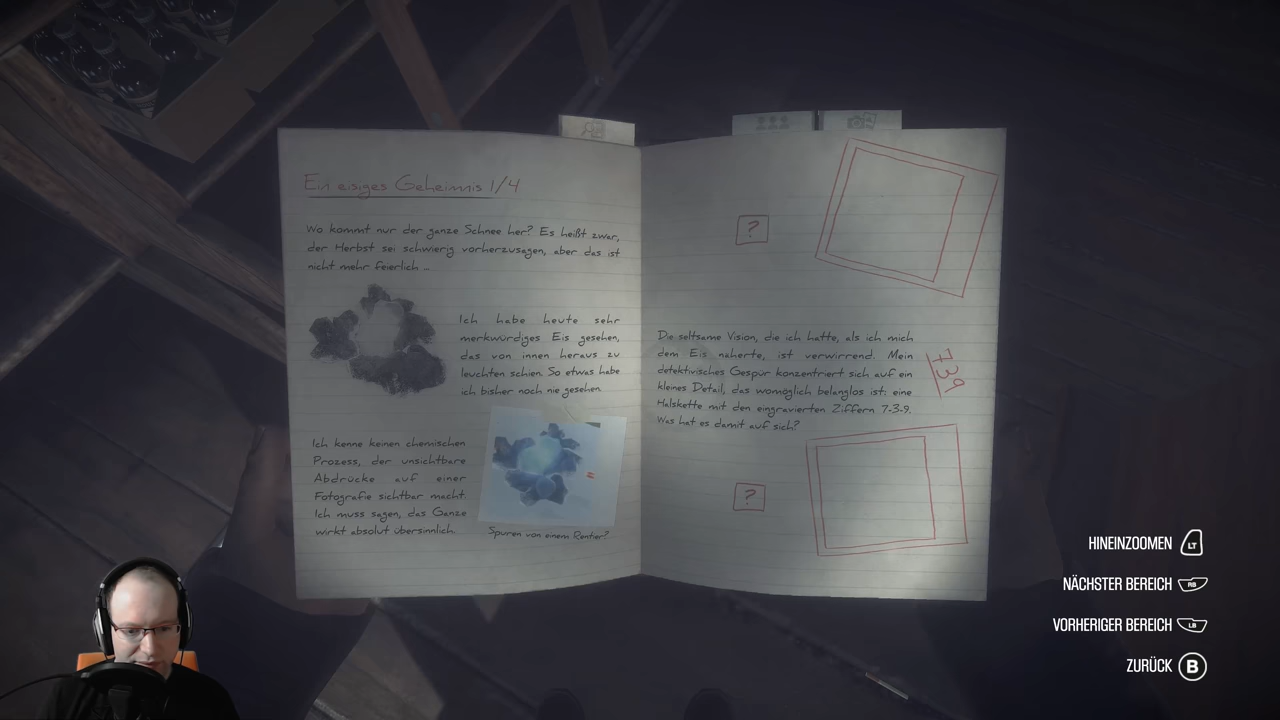 Ein eisiges Geheimnis 1/4
Wo kommt nur der ganze Schnee her? Es heißt zwar,
der Herbst sei schwierig vorherzusagen, aber das ist
nicht mehr feierlich ...
Ich habe heute sehr
merkwürdiges Eis gesehen,
das von innen heraus zu
leuchten schien. So etwas habe
ich bisher noch nie gesehen.
Ich kenne keinen chemischen
Prozess, der unsichtbare
Abdrücke auf einer
Fotografie sichtbar macht.
Ich muss sagen, das Ganze
wirkt absolut übersinnlich.
Spuren von einem Rentier?
?
Die seltsame Vision, die ich hatte, als ich mich
dem Eis näherte, ist verwirrend. Mein
detektivisches Gespür konzentriert sich auf ein
kleines Detail, das womöglich belanglos ist: eine
Halskette mit den eingravierten Ziffern 7-3-9.
Was hat es damit auf sich?
739
?
HINEINZOOMEN LT
NÄCHSTER BEREICH RB
VORHERIGER BEREICH LB
ZURÜCK B